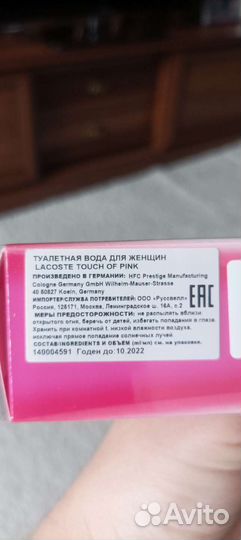 ТУАЛЕТНАЯ ВОДА ДЛЯ ЖЕНЩИН
LACOSTE TOUCH OF PINK
ПРОИЗВЕДЕНО В ГЕРМАНИИ: HFC Prestige Manufacturing
Cologne Germany GmbH Wilhelm-Mauser-Strasse
40 50827 Koeln, Germany
ИМПОРТЕР-СЛУЖБА ПОТРЕБИТЕЛЕЙ: ООО «Руссвелл»
Россия, 125171, Москва, Ленинградское ш. 16А, с 2
МЕРЫ ПРЕДОСТОРОЖНОСТИ: не распылять вблизи
открытого огня, беречь от детей, избегать попадания в глаза.
Хранить при комнатной t, низкой влажности воздуха,
исключая прямое попадание солнечных лучей.
СОСТАВ/INGREDIENTS И ОБЪЕМ (ml/мл) см. на упаковке.
140004591 Годен до: 10.2022
EAC
Avito